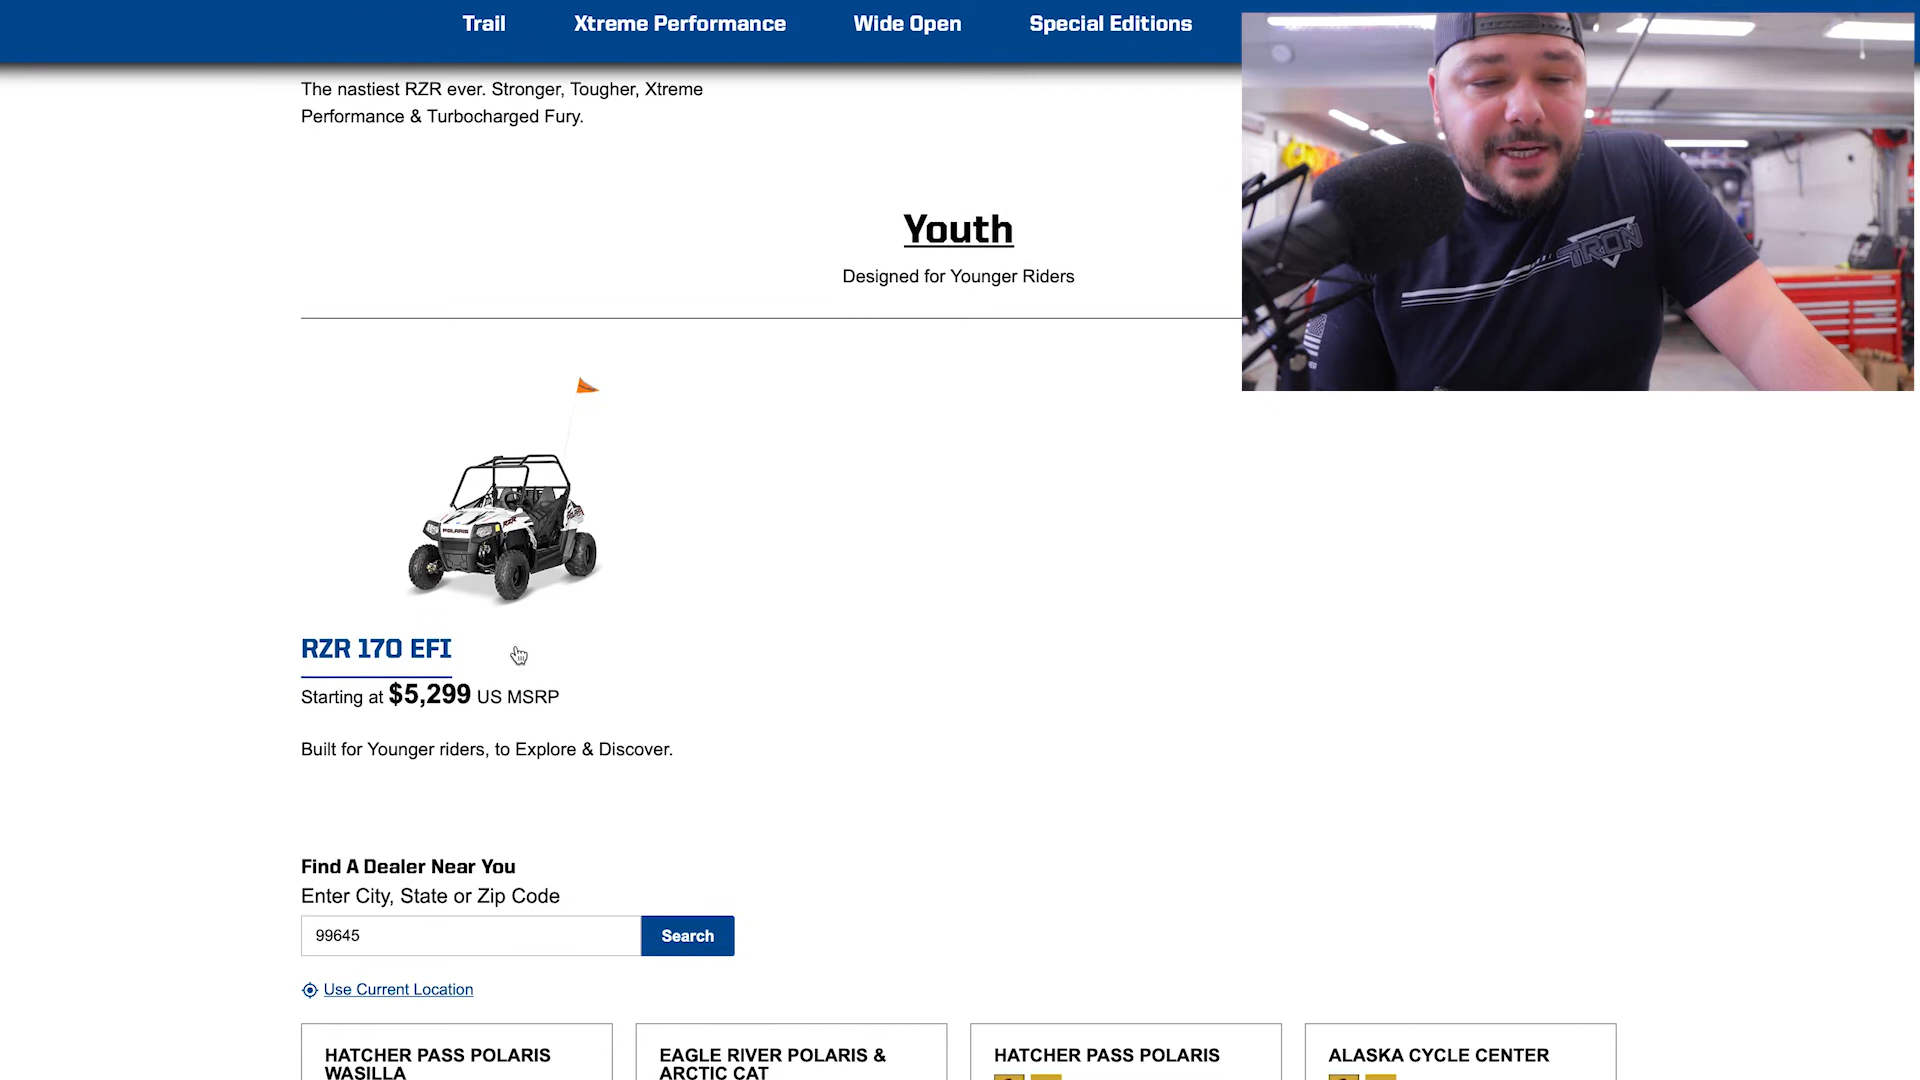 Trail Xtreme Performance Wide Open Special Editions
The nastiest RZR ever. Stronger, Tougher, Xtreme
Performance & Turbocharged Fury.
TRON
Youth
Designed for Younger Riders
POLARIS
RZR 170 EFI
Starting at $5,299 US MSRP
Built for Younger riders, to Explore & Discover.
Find A Dealer Near You
Enter City, State or Zip Code
99645 Search
Use Current Location
HATCHER PASS POLARIS
WASILLA
EAGLE RIVER POLARIS &
ARCTIC CAT
HATCHER PASS POLARIS
ALASKA CYCLE CENTER